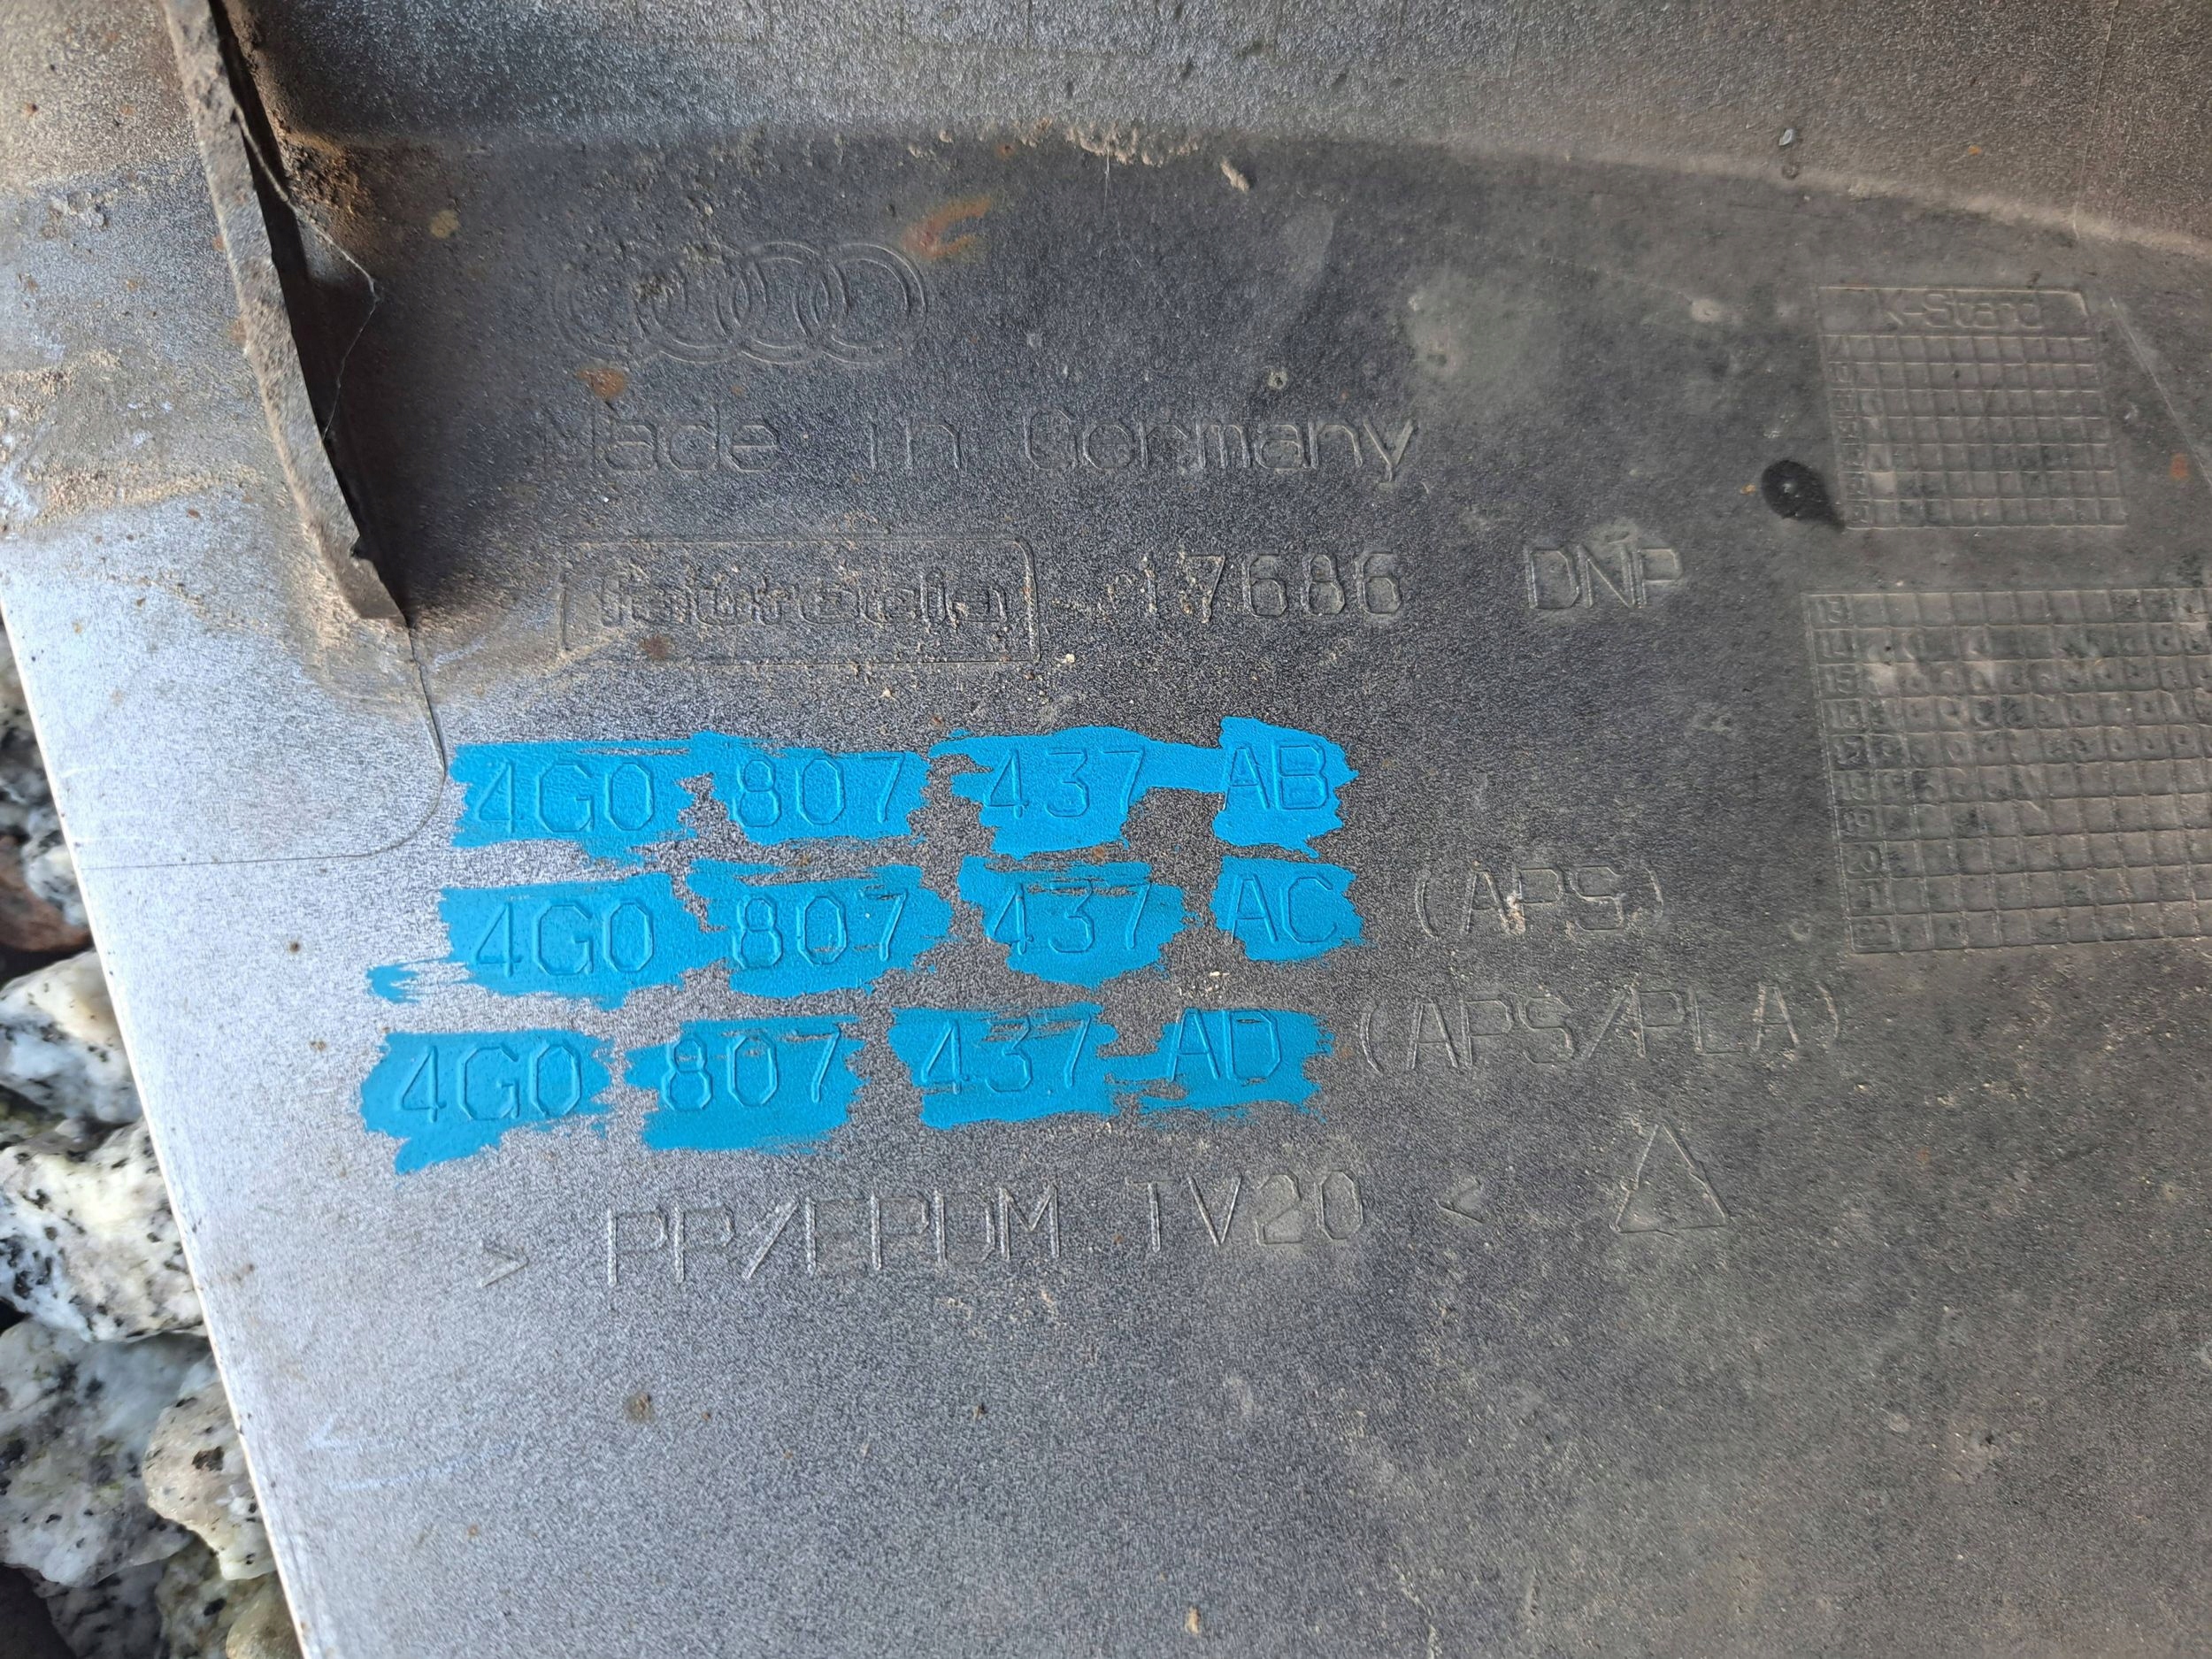 K-Stand
Made in Germany
17686 DNP
4G0 807 437 AB
4G0 807 437 AC (APS)
4G0 807 437 AD (APS/PLA)
> PP/EPDM TV20 <